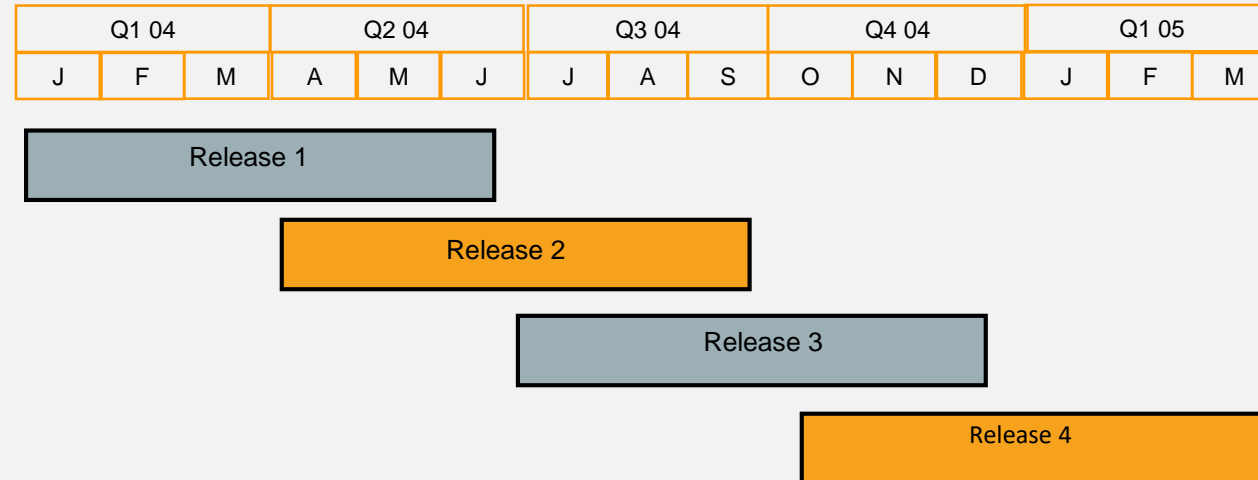 Q1 04 Q2 04 Q3 04 Q4 04 Q1 05
J F M A M J J A S O N D J F M
Release 1
Release 2
Release 3
Release 4